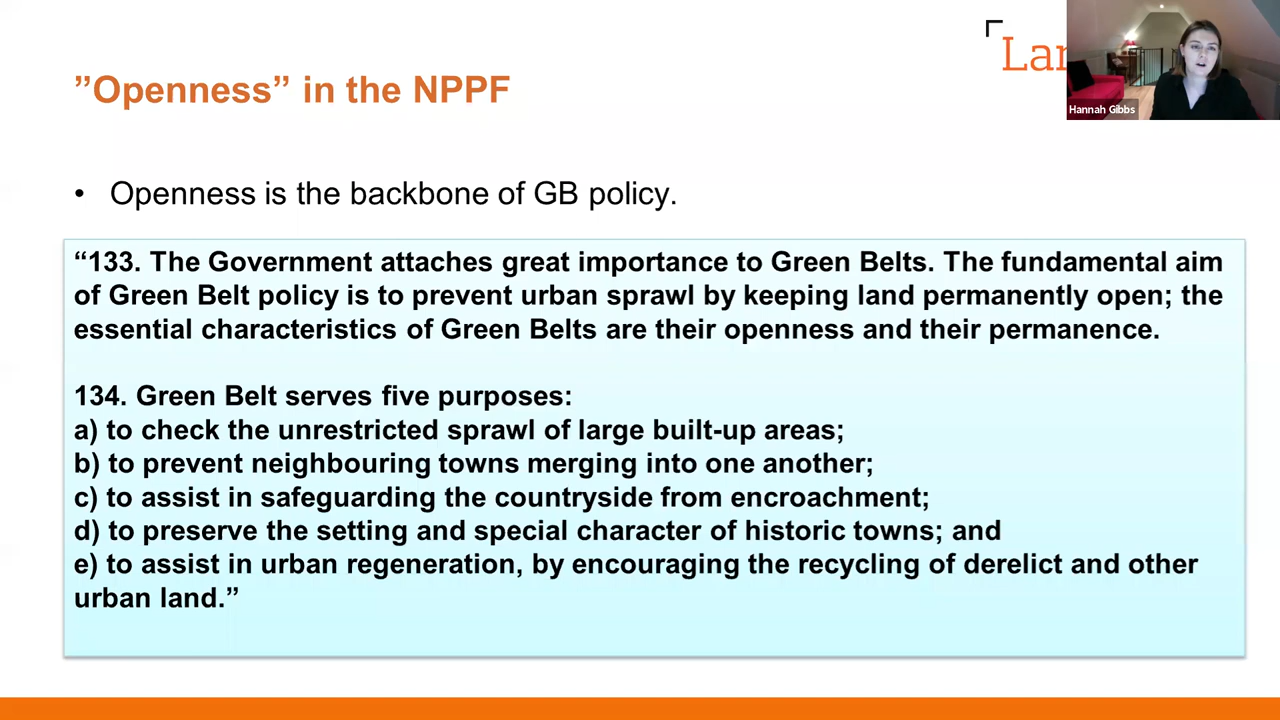 ”Openness” in the NPPF
Hannah Gibbs
• Openness is the backbone of GB policy.
“133. The Government attaches great importance to Green Belts. The fundamental aim
of Green Belt policy is to prevent urban sprawl by keeping land permanently open; the
essential characteristics of Green Belts are their openness and their permanence.
134. Green Belt serves five purposes:
a) to check the unrestricted sprawl of large built-up areas;
b) to prevent neighbouring towns merging into one another;
c) to assist in safeguarding the countryside from encroachment;
d) to preserve the setting and special character of historic towns; and
e) to assist in urban regeneration, by encouraging the recycling of derelict and other
urban land.”